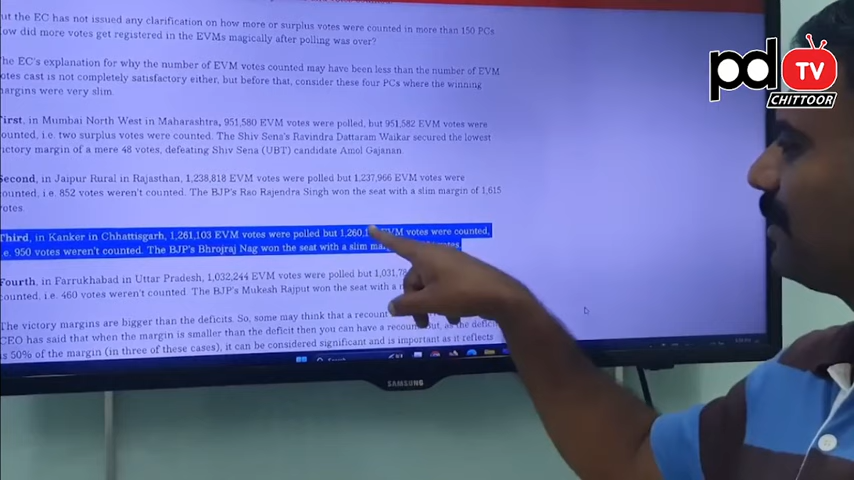 ut the EC has not issued any clarification on how more or surplus votes were counted in more than 150 PCs
ow did more votes get registered in the EVMs magically after polling was over?
he EC's explanation for why the number of EVM votes counted may have been less than the number of EVM
otes cast is not completely satisfactory either, but before that, consider these four PCs where the winning
argins were very slim
irst, in Mumbai North West in Maharashtra, 951,580 EVM votes were polled, but 951,582 EVM votes were
ounted, i.e. two surplus votes were counted. The Shiv Sena's Ravindra Dattaram Waikar secured the lowest
ictory margin of a mere 48 votes, defeating Shiv Sena (UBT) candidate Amol Gajanan.
Second, in Jaipur Rural in Rajasthan, 1,238,818 EVM votes were polled but 1,237,966 EVM votes were
ounted, i.e. 852 votes weren't counted. The BJP's Rao Rajendra Singh won the seat with a slim margin of 1,615
otes.
Third, in Kanker in Chhattisgarh, 1,261,103 EVM votes were polled but 1,260,1 EVM votes were counted,
.e. 950 votes weren't counted. The BJP's Bhrojraj Nag won the seat with a slim
Fourth, in Farrukhabad in Uttar Pradesh, 1,032,244 EVM votes were polled but 1,031,78
ounted, i.e. 460 votes weren't counted. The BJP's Mukesh Rajput won the seat with a
The victory margins are bigger than the deficits. So, some may think that a recount
CEO has said that when the margin is smaller than the deficit then you can have a recount. But, as the deficit
s 50% of the margin (in three of these cases), it can be considered significant and is important as it reflects
SAMSUNG
pd TV
CHITTOOR